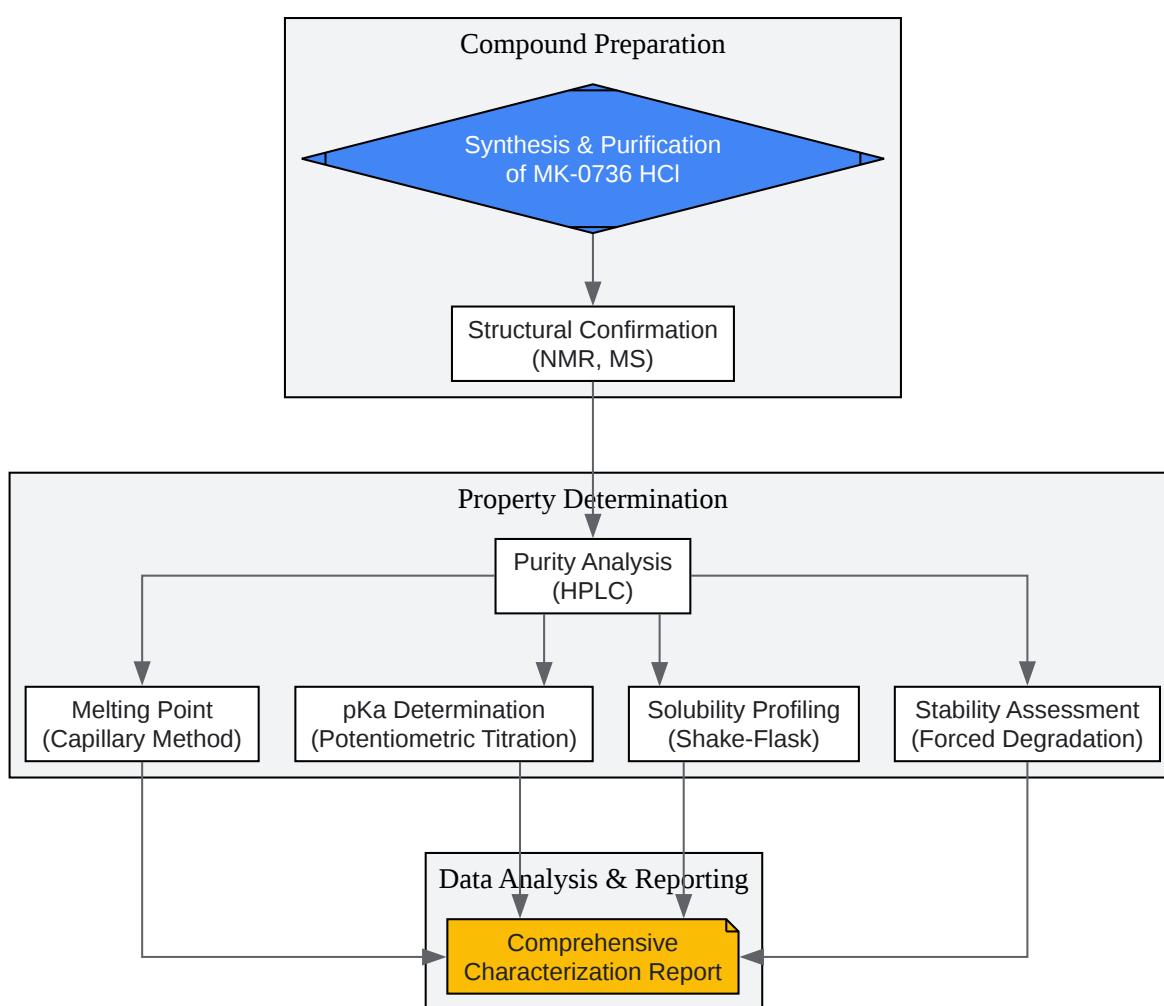 Compound Preparation
Synthesis & Purification
of MK-0736 HCl
Structural Confirmation
(NMR, MS)
Property Determination
Purity Analysis
(HPLC)
Melting Point
(Capillary Method)
pKa Determination
(Potentiometric Titration)
Solubility Profiling
(Shake-Flask)
Stability Assessment
(Forced Degradation)
Data Analysis & Reporting
Comprehensive
Characterization Report